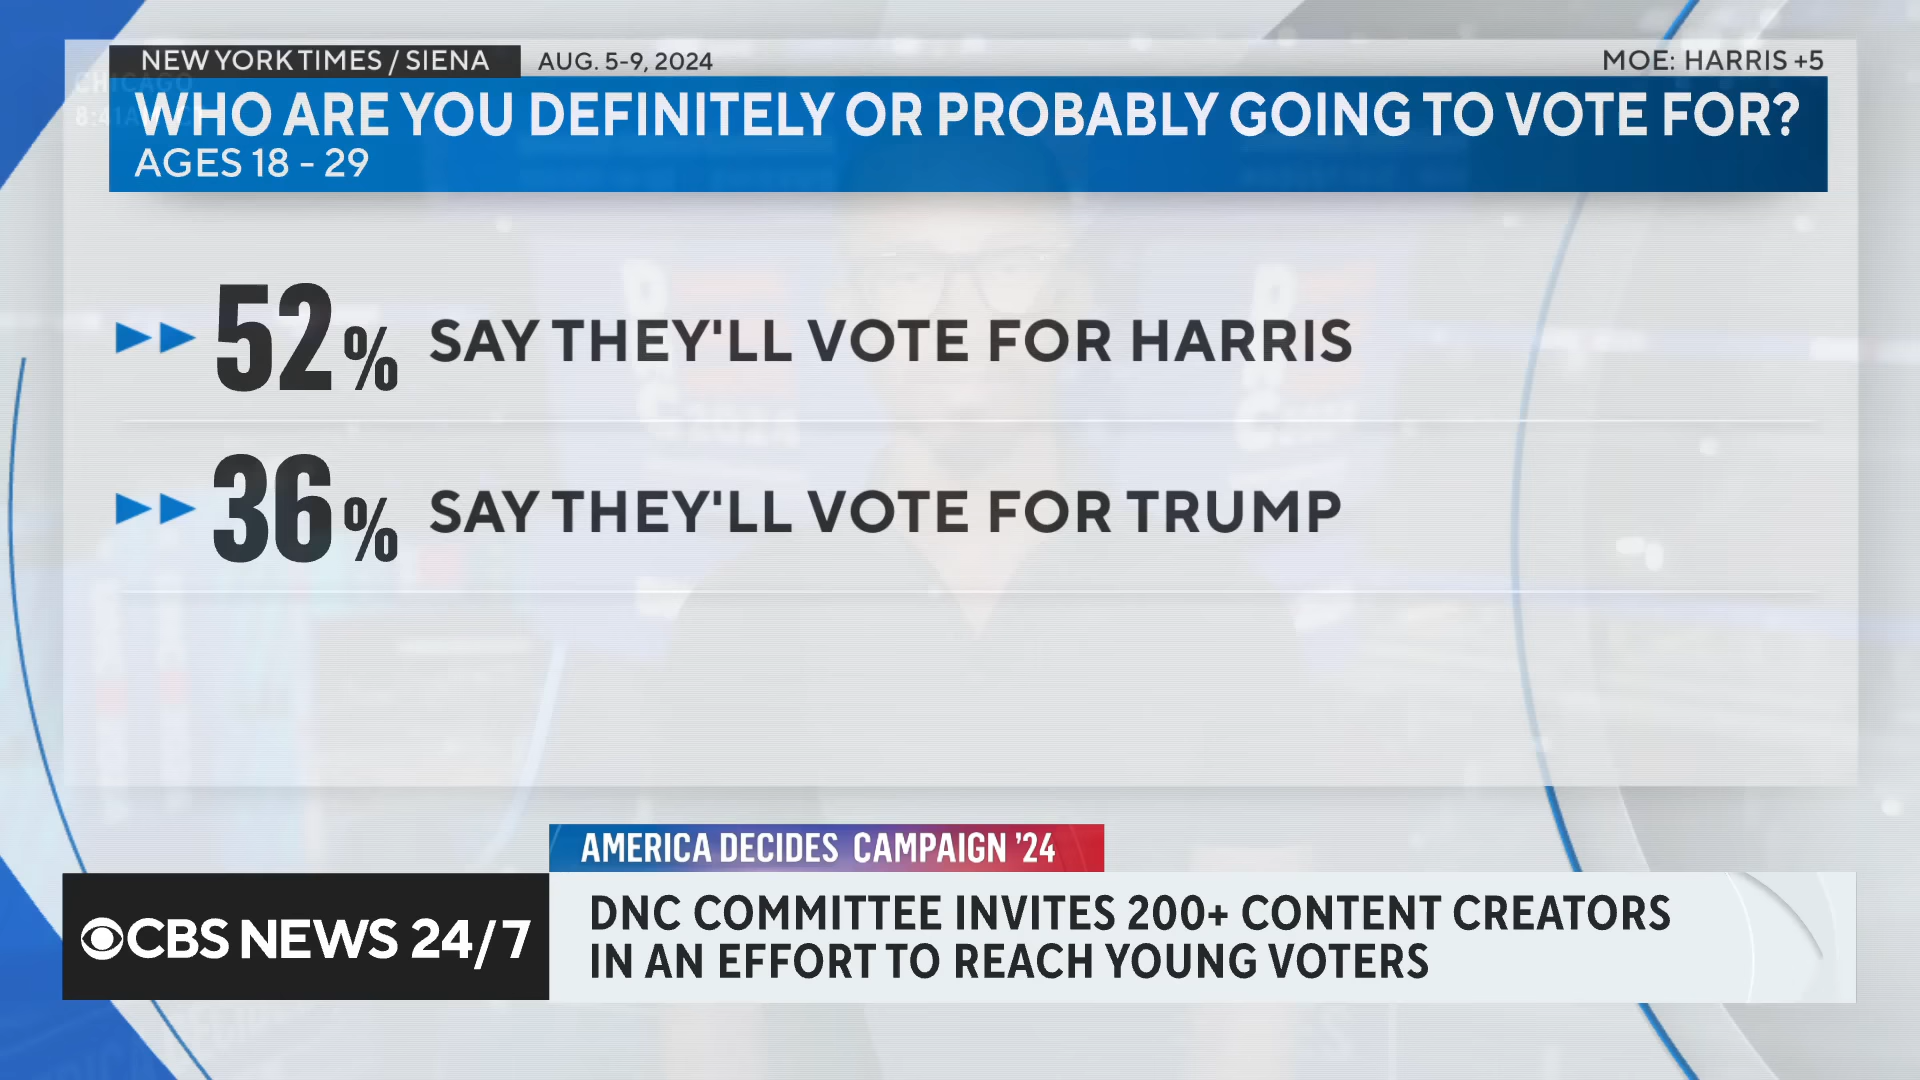 NEW YORK TIMES / SIENA
AUG. 5-9, 2024
MOE: HARRIS +5
CHICAGO
WHO ARE YOU DEFINITELY OR PROBABLY GOING TO VOTE FOR?
AGES 18 - 29
52% SAY THEY'LL VOTE FOR HARRIS
36% SAY THEY'LL VOTE FOR TRUMP
AMERICA DECIDES CAMPAIGN '24
CBS NEWS 24/7
DNC COMMITTEE INVITES 200+ CONTENT CREATORS
IN AN EFFORT TO REACH YOUNG VOTERS